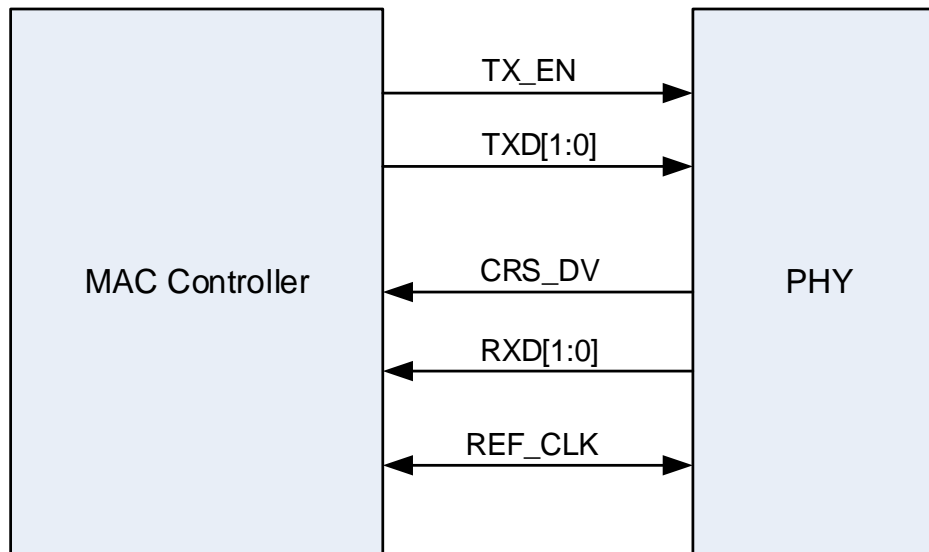 TX_EN
TXD[1:0]
MAC Controller
CRS_DV
PHY
RXD[1:0]
REF_CLK